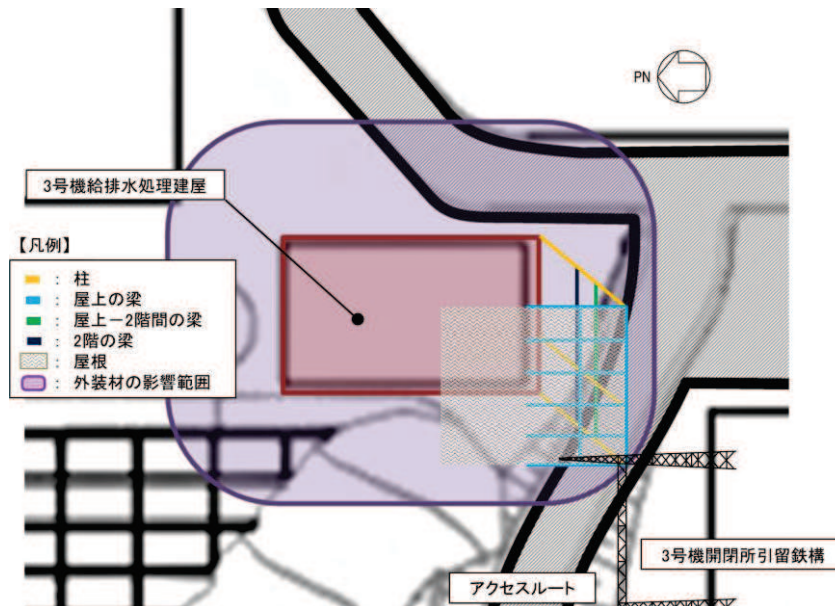 PN
3号機給排水処理建屋
【凡例】
: 柱
: 屋上の梁
: 屋上－2階間の梁
: 2階の梁
: 屋根
: 外装材の影響範囲
3号機開閉所引留鉄構
アクセスルート